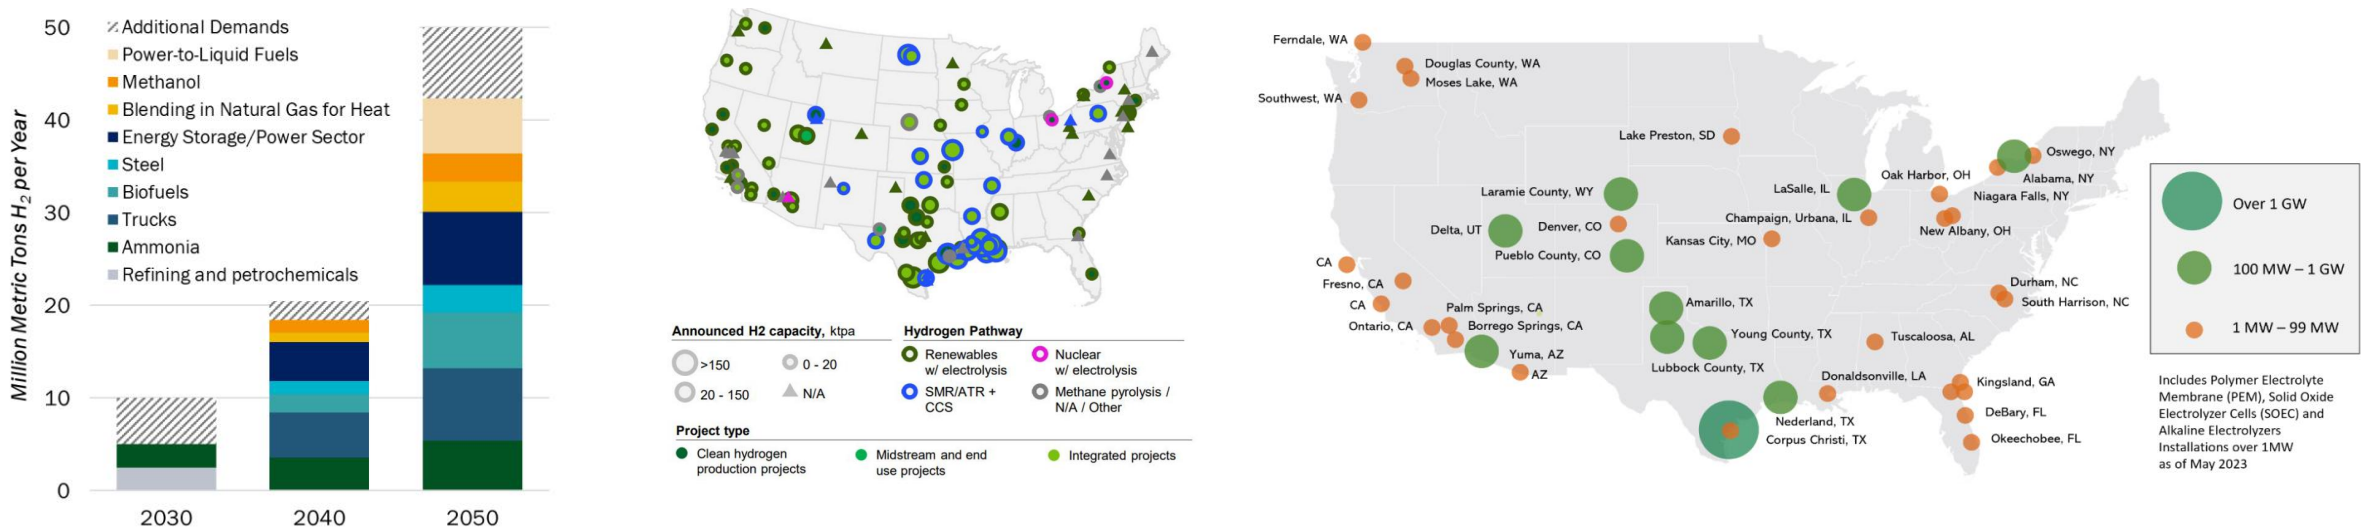 Million Metric Tons H2 per Year
50
40
30
20
10
0
2030
2040
2050
Additional Demands
Power-to-Liquid Fuels
Methanol
Blending in Natural Gas for Heat
Energy Storage/Power Sector
Steel
Biofuels
Trucks
Ammonia
Refining and petrochemicals
Announced H2 capacity, ktpa
>150
0 - 20
20 - 150
N/A
Hydrogen Pathway
Renewables
w/ electrolysis
Nuclear
w/ electrolysis
SMR/ATR +
CCS
Methane pyrolysis /
N/A / Other
Project type
Clean hydrogen
production projects
Midstream and end
use projects
Integrated projects
Ferndale, WA
Douglas County, WA
Moses Lake, WA
Southwest, WA
Lake Preston, SD
Oswego, NY
Oak Harbor, OH
Alabama, NY
Laramie County, WY
LaSalle, IL
Niagara Falls, NY
Champaign, Urbana, IL
Delta, UT
Denver, CO
New Albany, OH
Kansas City, MO
Pueblo County, CO
CA
Fresno, CA
Durham, NC
CA
South Harrison, NC
Palm Springs, CA
Amarillo, TX
Ontario, CA
Borrego Springs, CA
Young County, TX
Tuscaloosa, AL
Yuma, AZ
Lubbock County, TX
AZ
Donaldsonville, LA
Kingsland, GA
DeBary, FL
Nederland, TX
Corpus Christi, TX
Okeechobee, FL
Over 1 GW
100 MW – 1 GW
1 MW – 99 MW
Includes Polymer Electrolyte
Membrane (PEM), Solid Oxide
Electrolyzer Cells (SOEC) and
Alkaline Electrolyzers
Installations over 1MW
as of May 2023